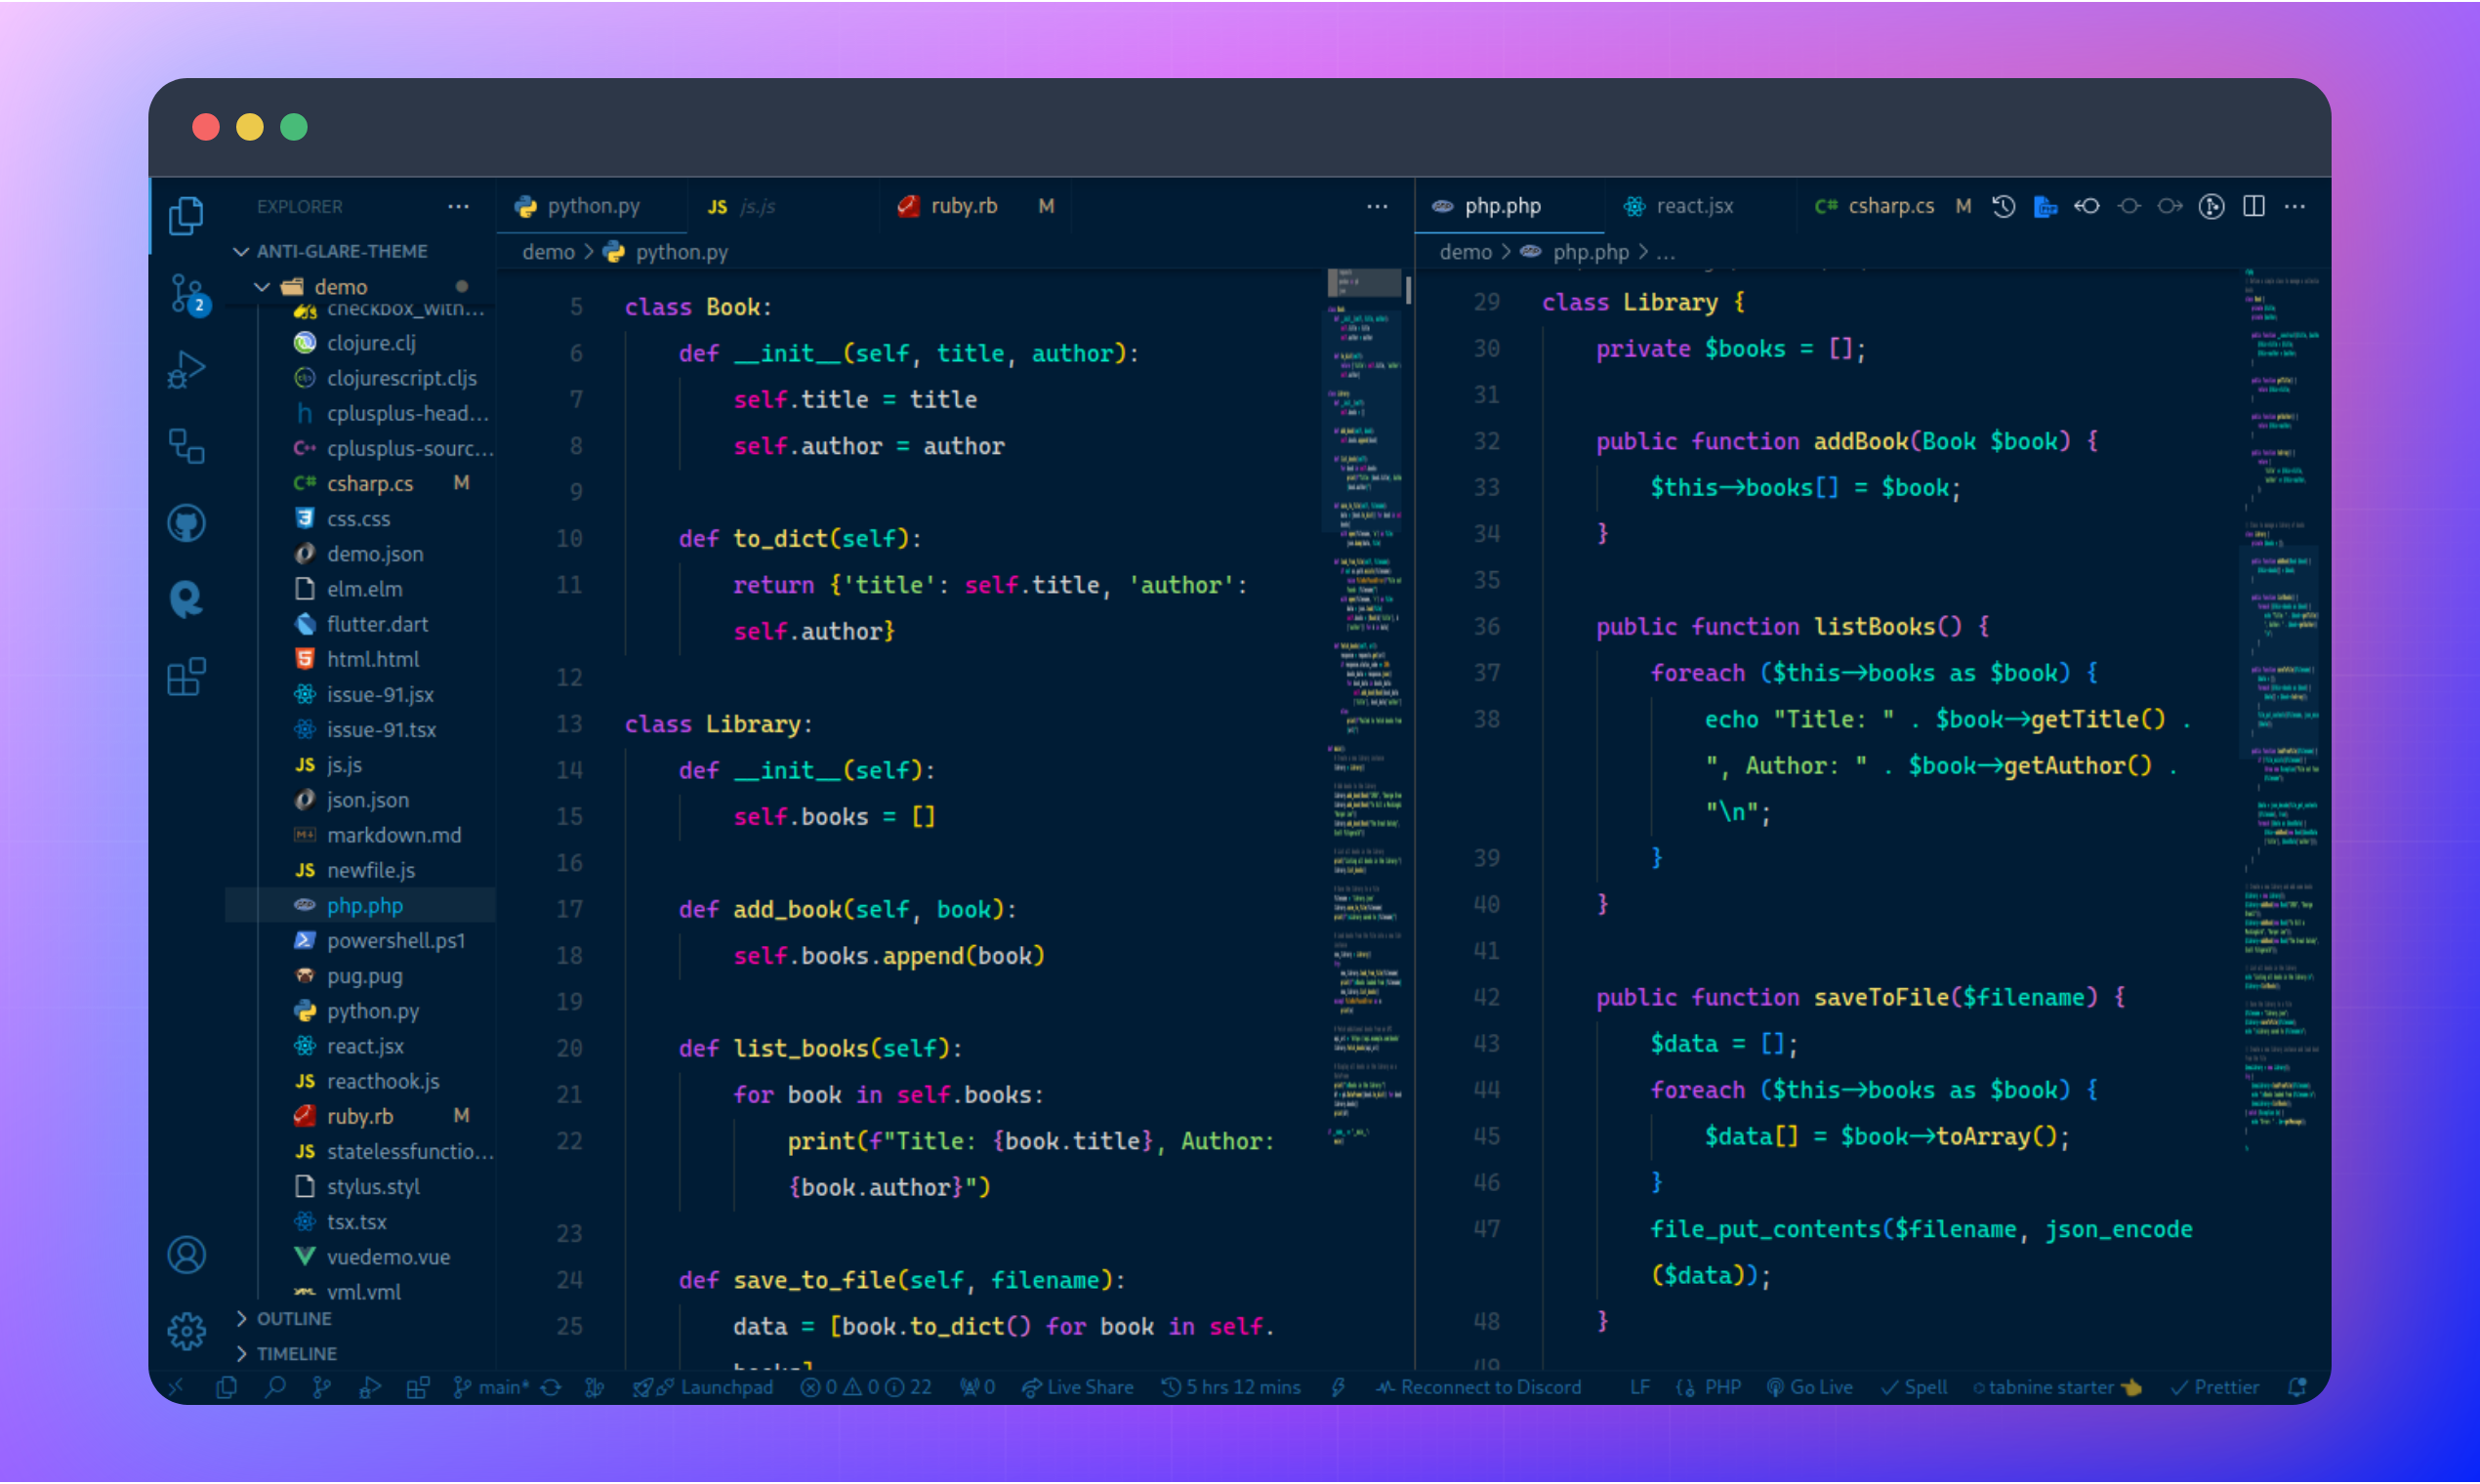 EXPLORER
ANTI-GLARE-THEME
demo
checkbox_with...
clojure.clj
clojurescript.cljs
cplusplus-head...
cplusplus-sourc...
csharp.cs M
css.css
demo.json
elm.elm
flutter.dart
html.html
issue-91.jsx
issue-91.tsx
js.js
json.json
markdown.md
newfile.js
php.php
powershell.ps1
pug.pug
python.py
react.jsx
reacthook.js
ruby.rb M
statelessfunctio...
stylus.styl
tsx.tsx
vuedemo.vue
yml.yml
OUTLINE
TIMELINE
2
python.py
JS js.js
ruby.rb M
demo > python.py
5 class Book:
6 def __init__(self, title, author):
7 self.title = title
8 self.author = author
9
10 def to_dict(self):
11 return {'title': self.title, 'author':
self.author}
12
13 class Library:
14 def __init__(self):
15 self.books = []
16
17 def add_book(self, book):
18 self.books.append(book)
19
20 def list_books(self):
21 for book in self.books:
22 print(f"Title: {book.title}, Author:
{book.author}")
23
24 def save_to_file(self, filename):
25 data = [book.to_dict() for book in self.
books]
php.php
react.jsx
C# csharp.cs M
demo > php.php > ...
29 class Library {
30 private $books = [];
31
32 public function addBook(Book $book) {
33 $this->books[] = $book;
34 }
35
36 public function listBooks() {
37 foreach ($this->books as $book) {
38 echo "Title: " . $book->getTitle() .
", Author: " . $book->getAuthor() .
"\n";
39 }
40 }
41
42 public function saveToFile($filename) {
43 $data = [];
44 foreach ($this->books as $book) {
45 $data[] = $book->toArray();
46 }
47 file_put_contents($filename, json_encode
($data));
48 }
49
main* Launchpad 0 0 22 0 Live Share 5 hrs 12 mins Reconnect to Discord LF PHP Go Live Spell tabnine starter Prettier